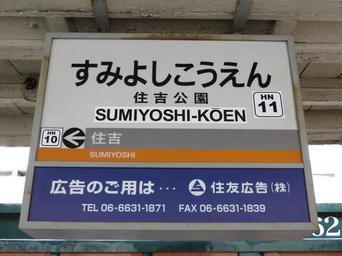 すみよしこうえん
住吉公園
SUMIYOSHI-KŌEN
HN
11
HN
10
住吉
SUMIYOSHI
広告のご用は･･･ 住友広告(株)
TEL 06-6631-1871 FAX 06-6631-1839
52